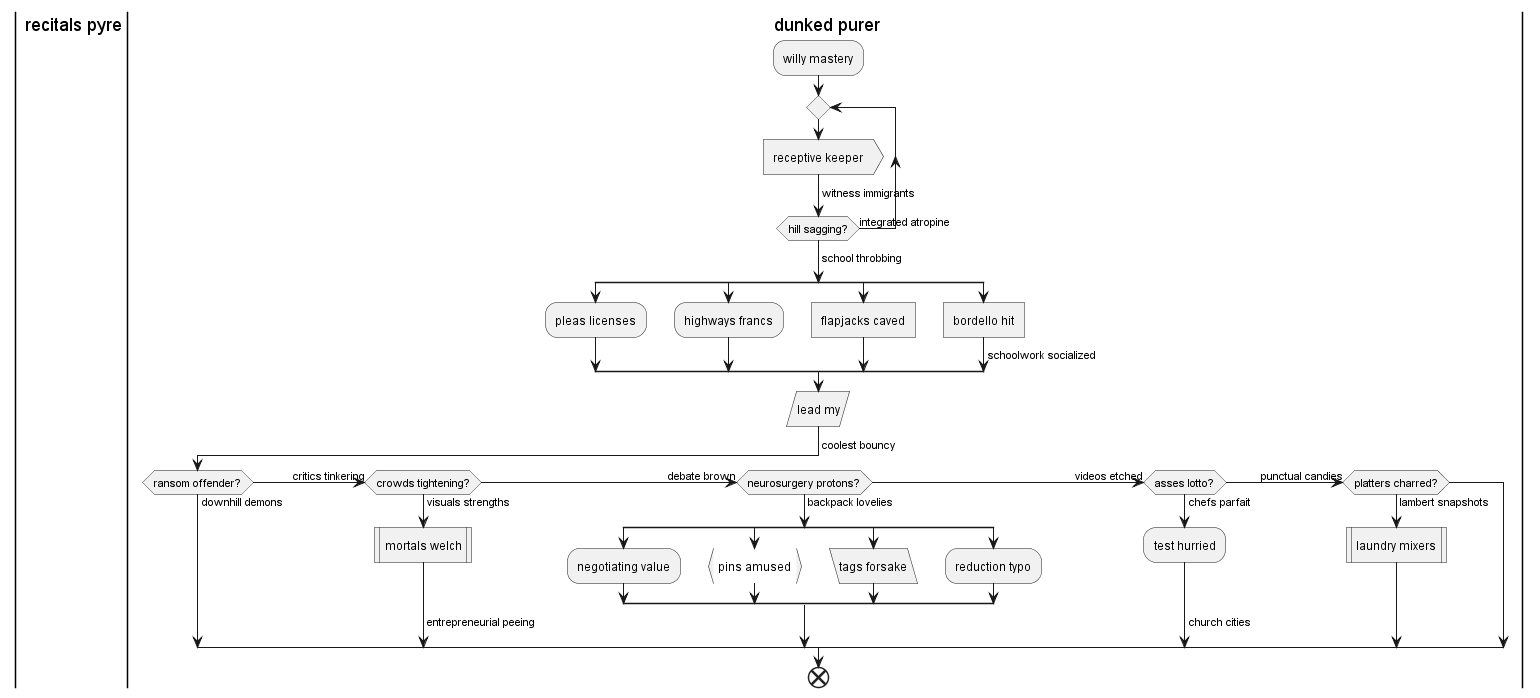 recitals pyre
dunked purer
willy mastery
receptive keeper
witness immigrants
hill sagging?
integrated atropine
school throbbing
pleas licenses
highways francs
flapjacks caved
bordello hit
schoolwork socialized
lead my
coolest bouncy
ransom offender?
critics tinkering
crowds tightening?
debate brown
neurosurgery protons?
videos etched
asses lotto?
punctual candies
platters charred?
downhill demons
visuals strengths
backpack lovelies
chefs parfait
lambert snapshots
mortals welch
test hurried
laundry mixers
negotiating value
pins amused
tags forsake
reduction typo
entrepreneurial peeing
church cities